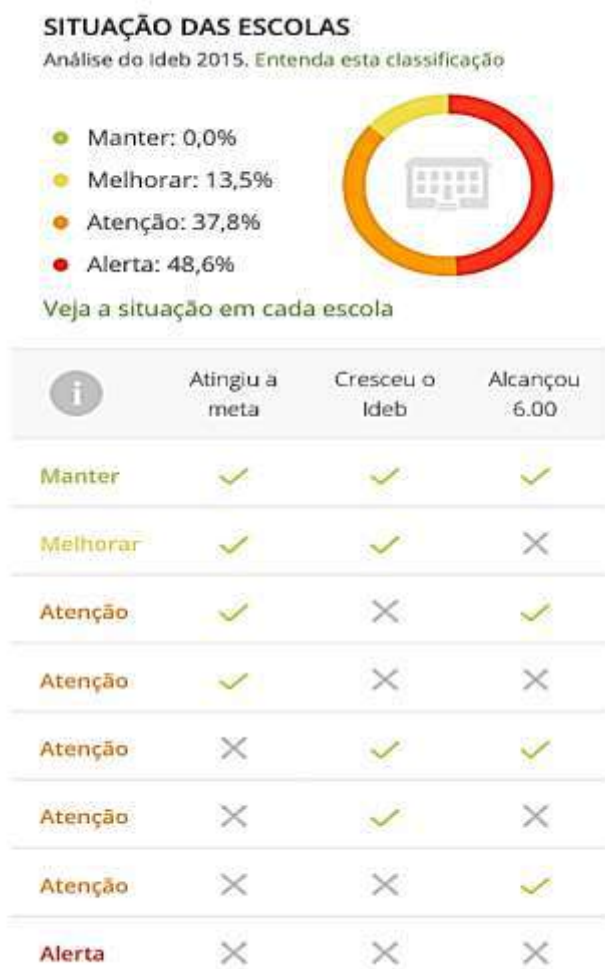 SITUAÇÃO DAS ESCOLAS
Análise do Ideb 2015. Entenda esta classificação
Manter: 0,0%
Melhorar: 13,5%
Atenção: 37,8%
Alerta: 48,6%
Veja a situação em cada escola
i Atingiu a meta Cresceu o Ideb Alcançou 6.00
Manter ✓ ✓ ✓
Melhorar ✓ ✓ ✕
Atenção ✓ ✕ ✓
Atenção ✓ ✕ ✕
Atenção ✕ ✓ ✓
Atenção ✕ ✓ ✕
Atenção ✕ ✕ ✓
Alerta ✕ ✕ ✕